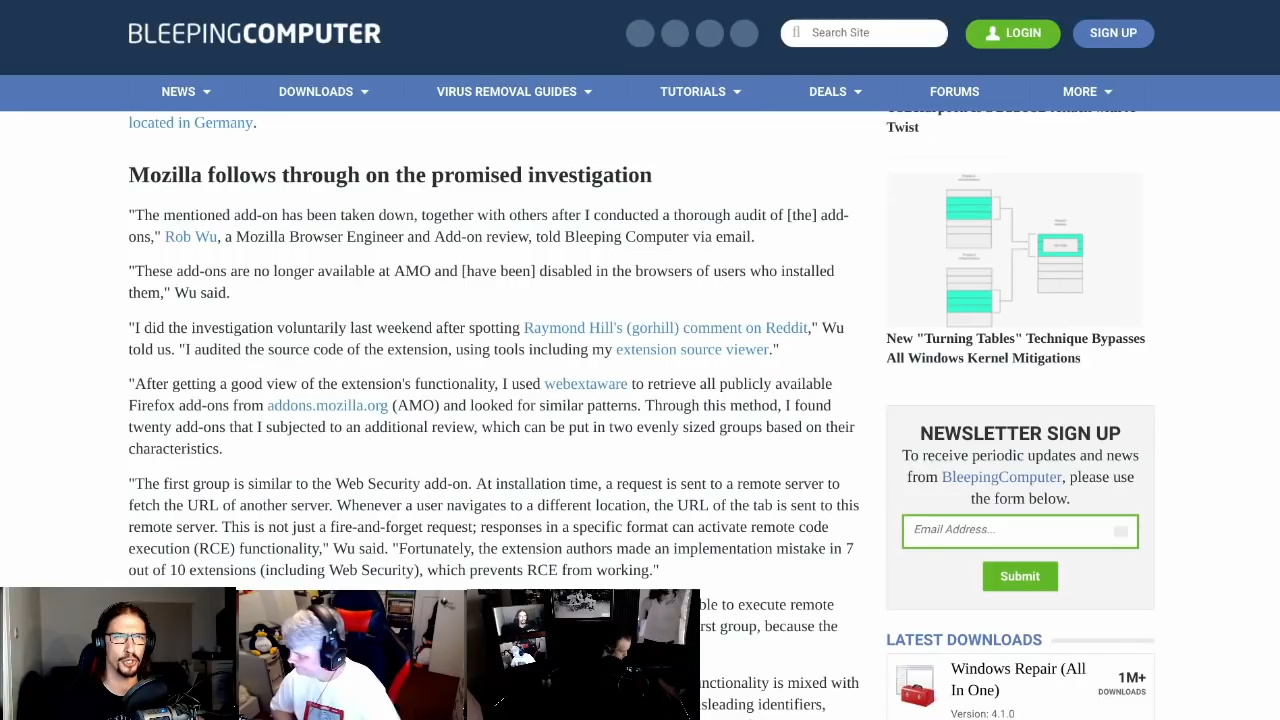 BLEEPINGCOMPUTER
Search Site
LOGIN
SIGN UP
NEWS
DOWNLOADS
VIRUS REMOVAL GUIDES
TUTORIALS
DEALS
FORUMS
MORE
located in Germany.
Mozilla follows through on the promised investigation
"The mentioned add-on has been taken down, together with others after I conducted a thorough audit of [the] add-
ons," Rob Wu, a Mozilla Browser Engineer and Add-on review, told Bleeping Computer via email.
"These add-ons are no longer available at AMO and [have been] disabled in the browsers of users who installed
them," Wu said.
"I did the investigation voluntarily last weekend after spotting Raymond Hill's (gorhill) comment on Reddit," Wu
told us. "I audited the source code of the extension, using tools including my extension source viewer."
"After getting a good view of the extension's functionality, I used webextaware to retrieve all publicly available
Firefox add-ons from addons.mozilla.org (AMO) and looked for similar patterns. Through this method, I found
twenty add-ons that I subjected to an additional review, which can be put in two evenly sized groups based on their
characteristics.
"The first group is similar to the Web Security add-on. At installation time, a request is sent to a remote server to
fetch the URL of another server. Whenever a user navigates to a different location, the URL of the tab is sent to this
remote server. This is not just a fire-and-forget request; responses in a specific format can activate remote code
execution (RCE) functionality," Wu said. "Fortunately, the extension authors made an implementation mistake in 7
out of 10 extensions (including Web Security), which prevents RCE from working."
to execute remote
group, because the
is mixed with
identifiers,
Twist
New "Turning Tables" Technique Bypasses
All Windows Kernel Mitigations
NEWSLETTER SIGN UP
To receive periodic updates and news
from BleepingComputer, please use
the form below.
Email Address...
Submit
LATEST DOWNLOADS
Windows Repair (All
In One)
Version: 4.1.0
1M+
DOWNLOADS